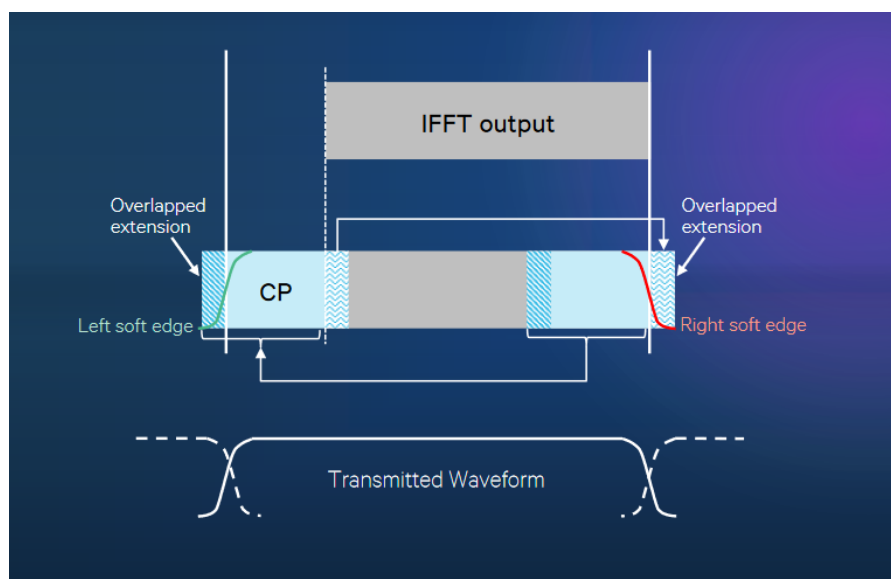 IFFT output
Overlapped
extension
Overlapped
extension
CP
Left soft edge
Right soft edge
Transmitted Waveform